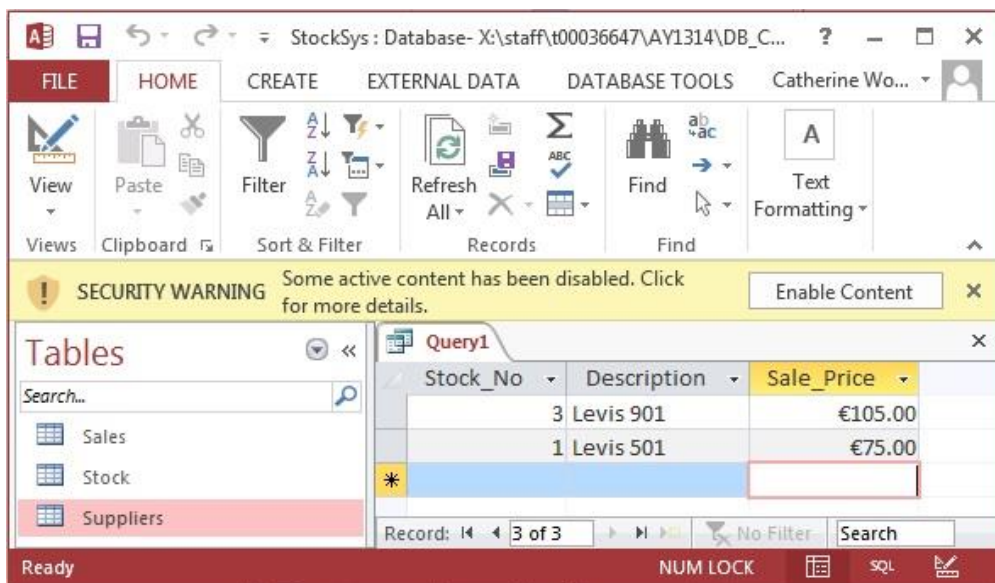 StockSys : Database- X:\staff\t00036647\AY1314\DB_C... ?
FILE HOME CREATE EXTERNAL DATA DATABASE TOOLS Catherine Wo...
View Paste Filter Refresh All Find ab ac A Text Formatting
A Z Z A A Z ABC
Views Clipboard Sort & Filter Records Find
! SECURITY WARNING Some active content has been disabled. Click for more details. Enable Content
Tables « Query1
Search... Stock_No Description Sale_Price
3 Levis 901 €105.00
Sales 1 Levis 501 €75.00
Stock
Suppliers
Record: 3 of 3 No Filter Search
Ready NUM LOCK SQL